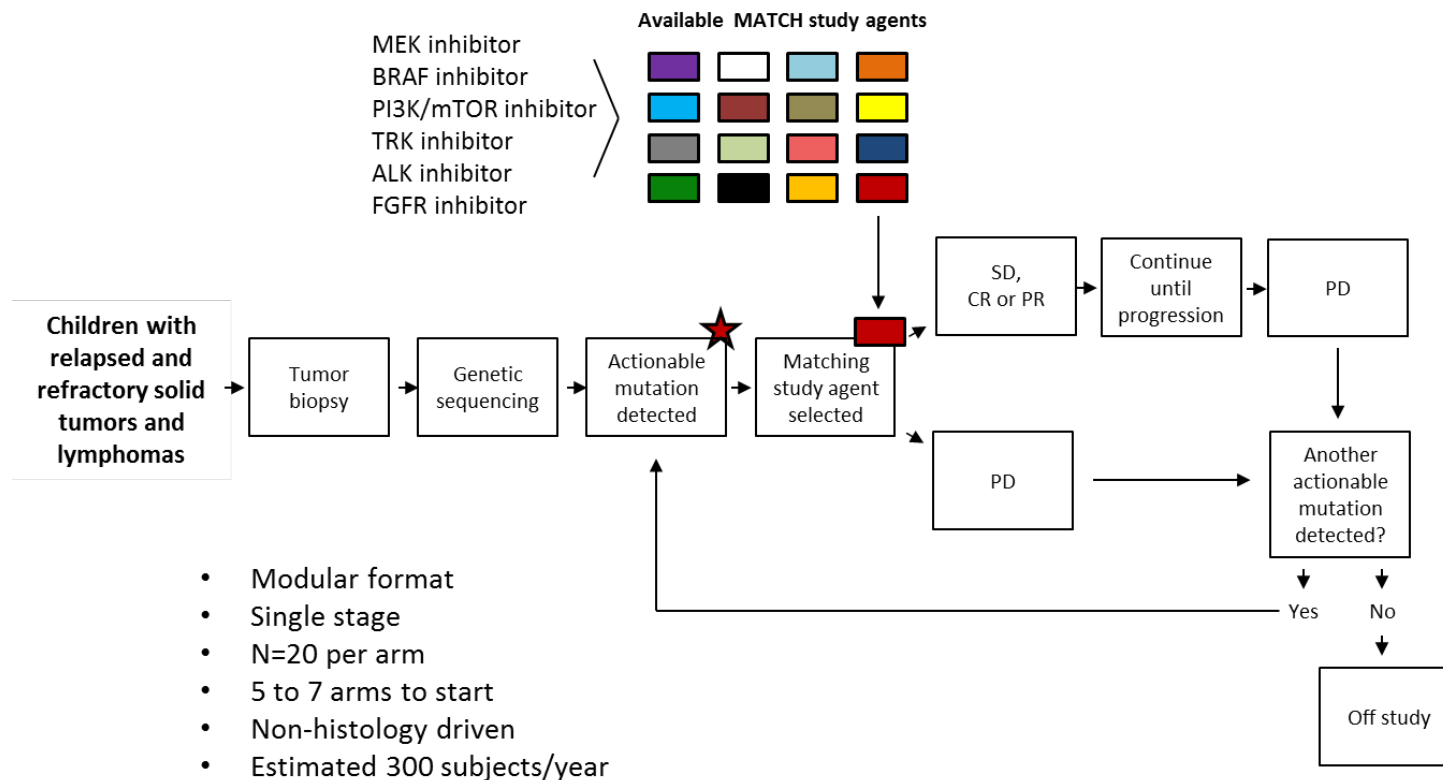 Available MATCH study agents
MEK inhibitor
BRAF inhibitor
PI3K/mTOR inhibitor
TRK inhibitor
ALK inhibitor
FGFR inhibitor
Children with
relapsed and
refractory solid
tumors and
lymphomas
Tumor
biopsy
Genetic
sequencing
Actionable
mutation
detected
Matching
study agent
selected
SD,
CR or PR
Continue
until
progression
PD
PD
Another
actionable
mutation
detected?
Yes
No
Off study
• Modular format
• Single stage
• N=20 per arm
• 5 to 7 arms to start
• Non-histology driven
• Estimated 300 subjects/year